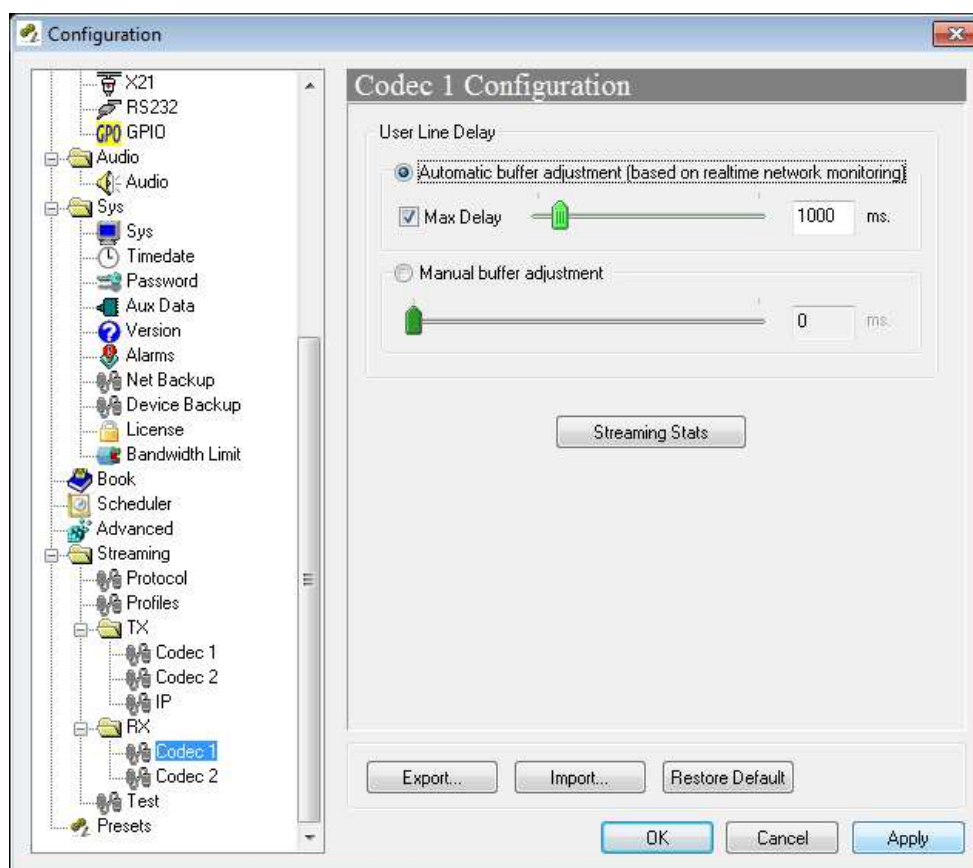 Configuration
X21
RS232
GPO GPIO
Audio
Audio
Sys
Sys
Timedate
Password
Aux Data
Version
Alarms
Net Backup
Device Backup
License
Bandwidth Limit
Book
Scheduler
Advanced
Streaming
Protocol
Profiles
TX
Codec 1
Codec 2
IP
RX
Codec 1
Codec 2
Test
Presets
Codec 1 Configuration
User Line Delay
Automatic buffer adjustment (based on realtime network monitoring)
Max Delay 1000 ms.
Manual buffer adjustment
0 ms.
Streaming Stats
Export... Import... Restore Default
OK Cancel Apply